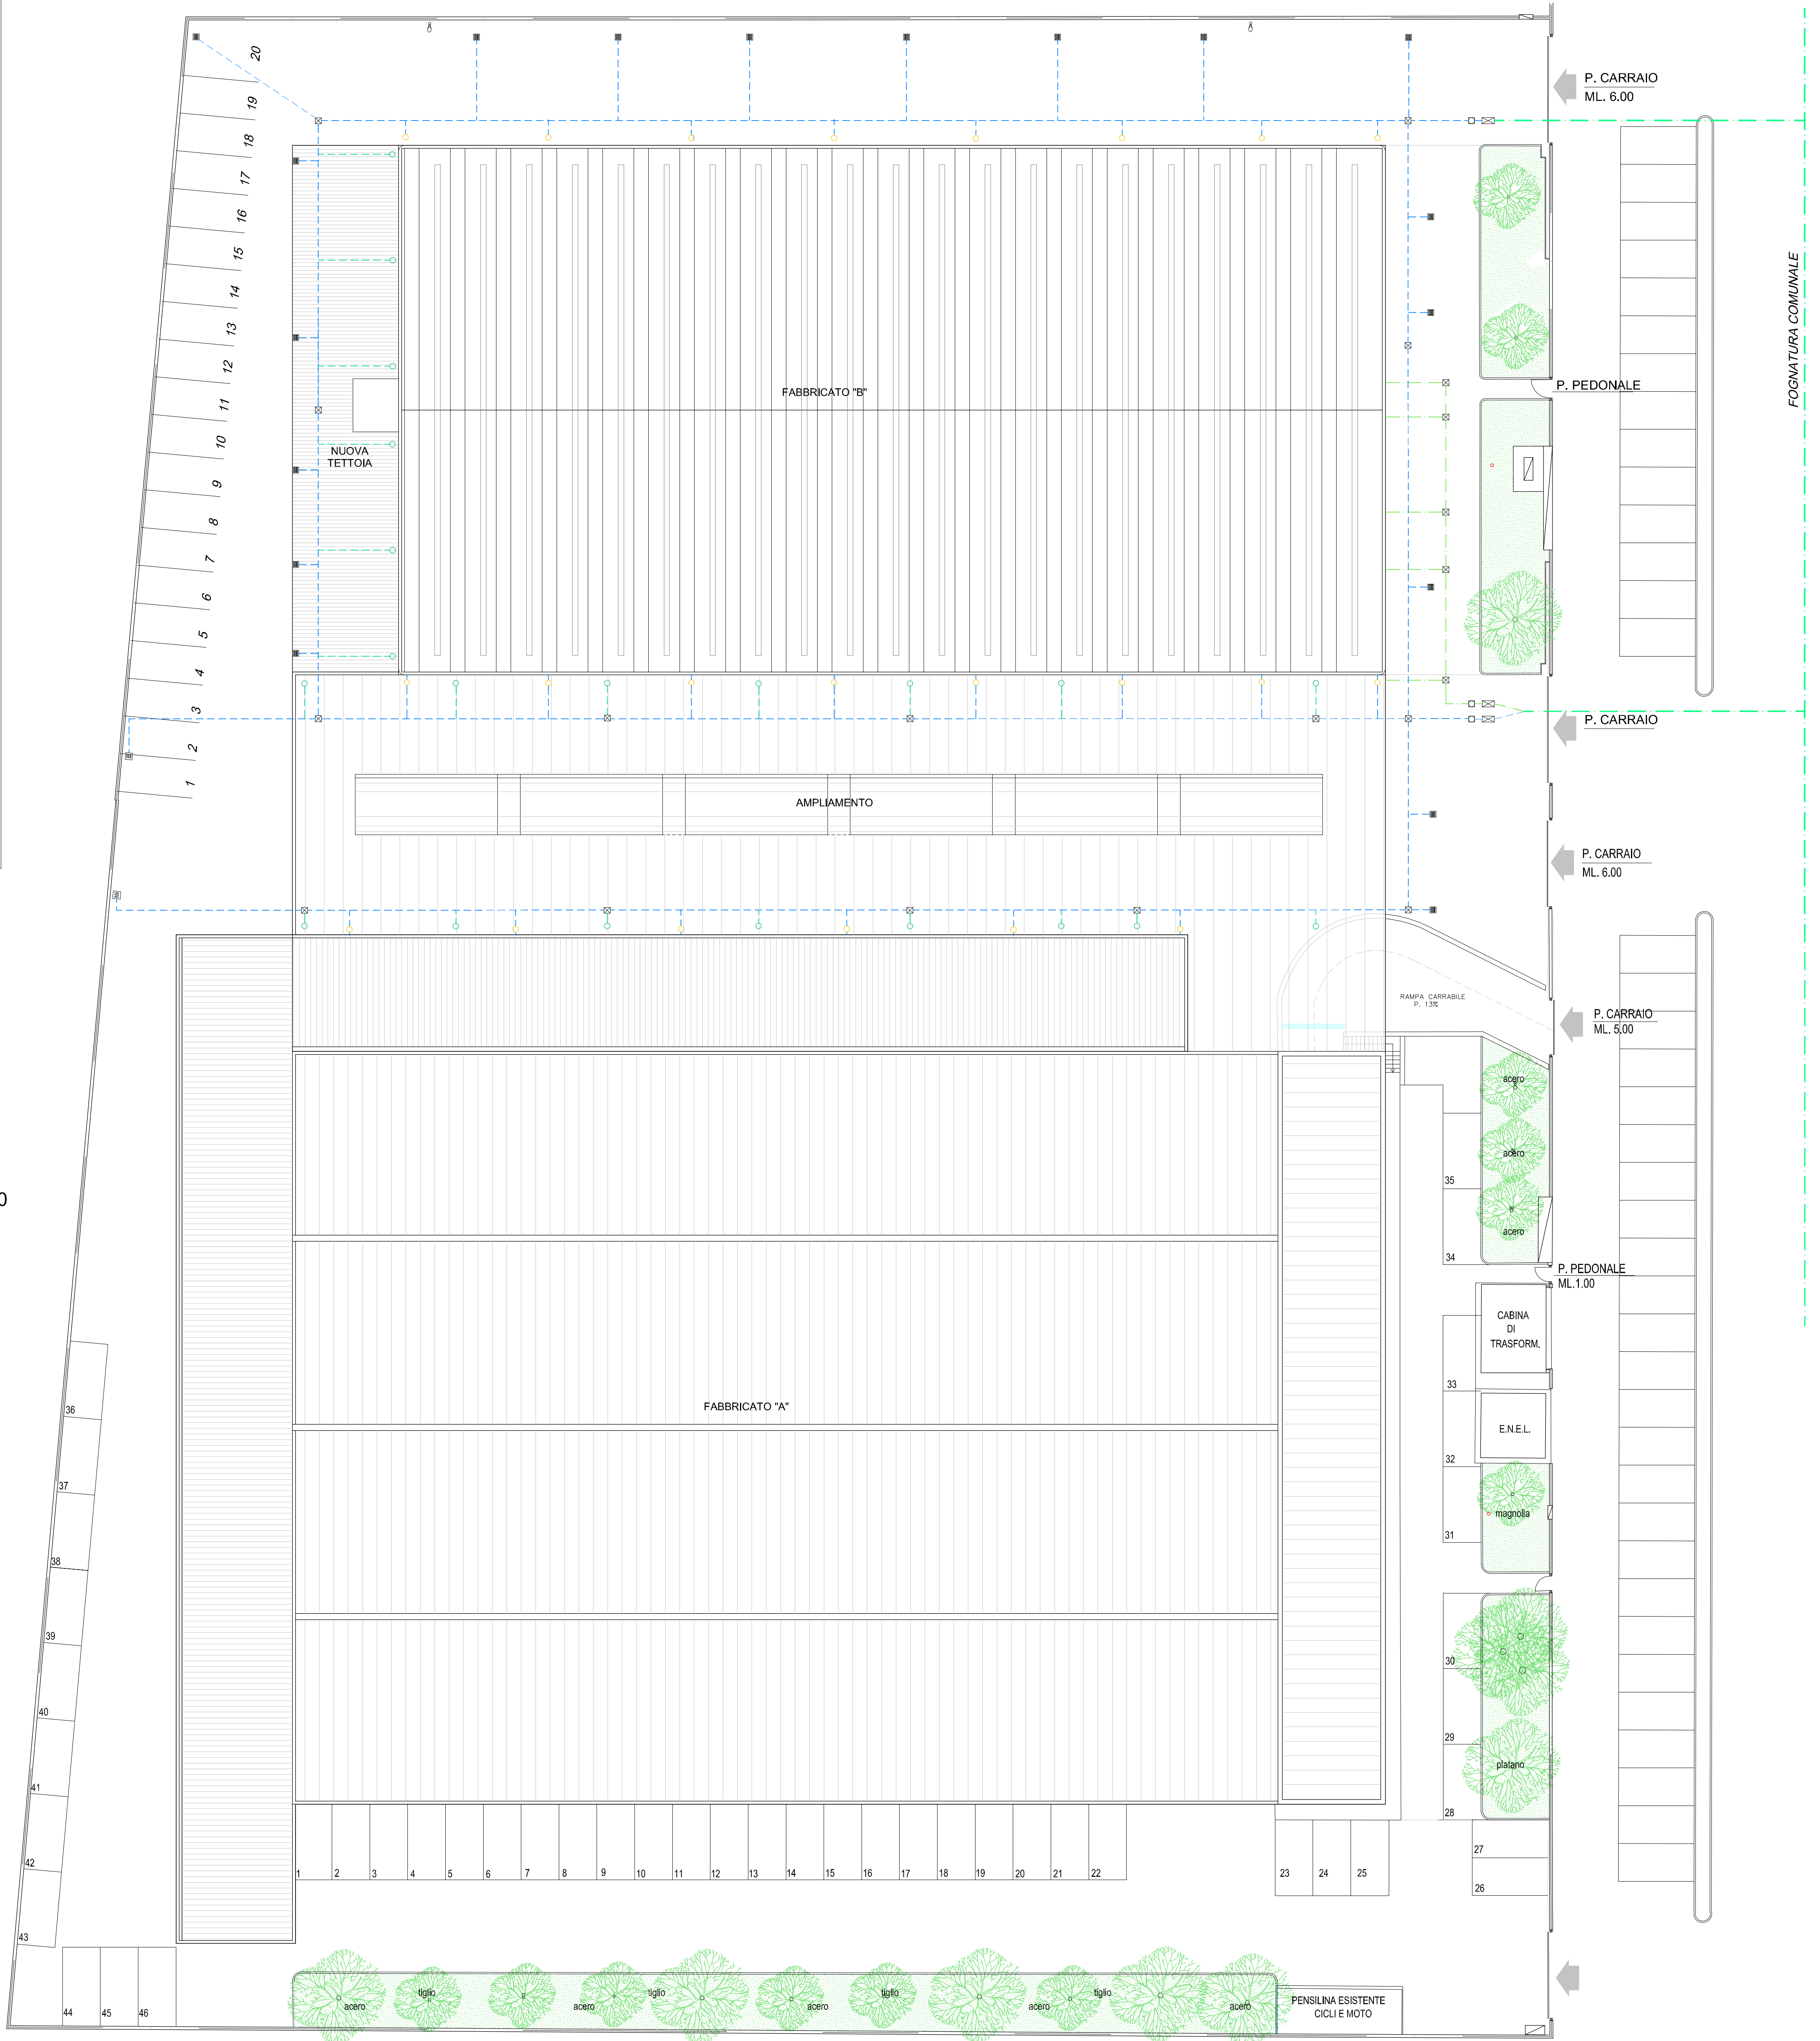 20
19
18
17
16
15
14
13
12
11
10
9
8
7
6
5
4
3
2
1
P. CARRAIO
ML. 6.00
FOGNATURA COMUNALE
P. PEDONALE
FABBRICATO "B"
NUOVA
TETTOIA
P. CARRAIO
AMPLIAMENTO
P. CARRAIO
ML. 6.00
RAMPA CARRABILE
P. 13%
P. CARRAIO
ML. 5.00
acero
acero
acero
35
34
P. PEDONALE
ML.1.00
CABINA
DI
TRASFORM.
33
E.N.E.L.
32
magnolia
31
FABBRICATO "A"
30
29
platano
28
27
26
36
37
38
39
40
41
42
43
1 2 3 4 5 6 7 8 9 10 11 12 13 14 15 16 17 18 19 20 21 22
23 24 25
44 45 46
acero
tiglio
acero
tiglio
acero
tiglio
acero
tiglio
acero
PENSILINA ESISTENTE
CICLI E MOTO
0